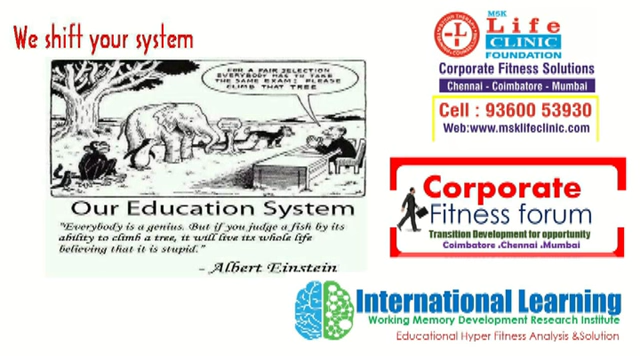 We shift your system
FOR A FAIR SELECTION
EVERYBODY HAS TO TAKE
THE SAME EXAM: PLEASE
CLIMB THAT TREE
Our Education System
"Everybody is a genius. But if you judge a fish by its
ability to climb a tree, it will live its whole life
believing that it is stupid."
- Albert Einstein
MSK
Life
CLINIC
FOUNDATION
Corporate Fitness Solutions
Chennai - Coimbatore - Mumbai
Cell : 93600 53930
Web:www.msklifeclinic.com
Corporate
Fitness forum
Transition Development for opportunity
Coimbatore .Chennai .Mumbai
International Learning
Working Memory Development Research Institute
Educational Hyper Fitness Analysis &Solution